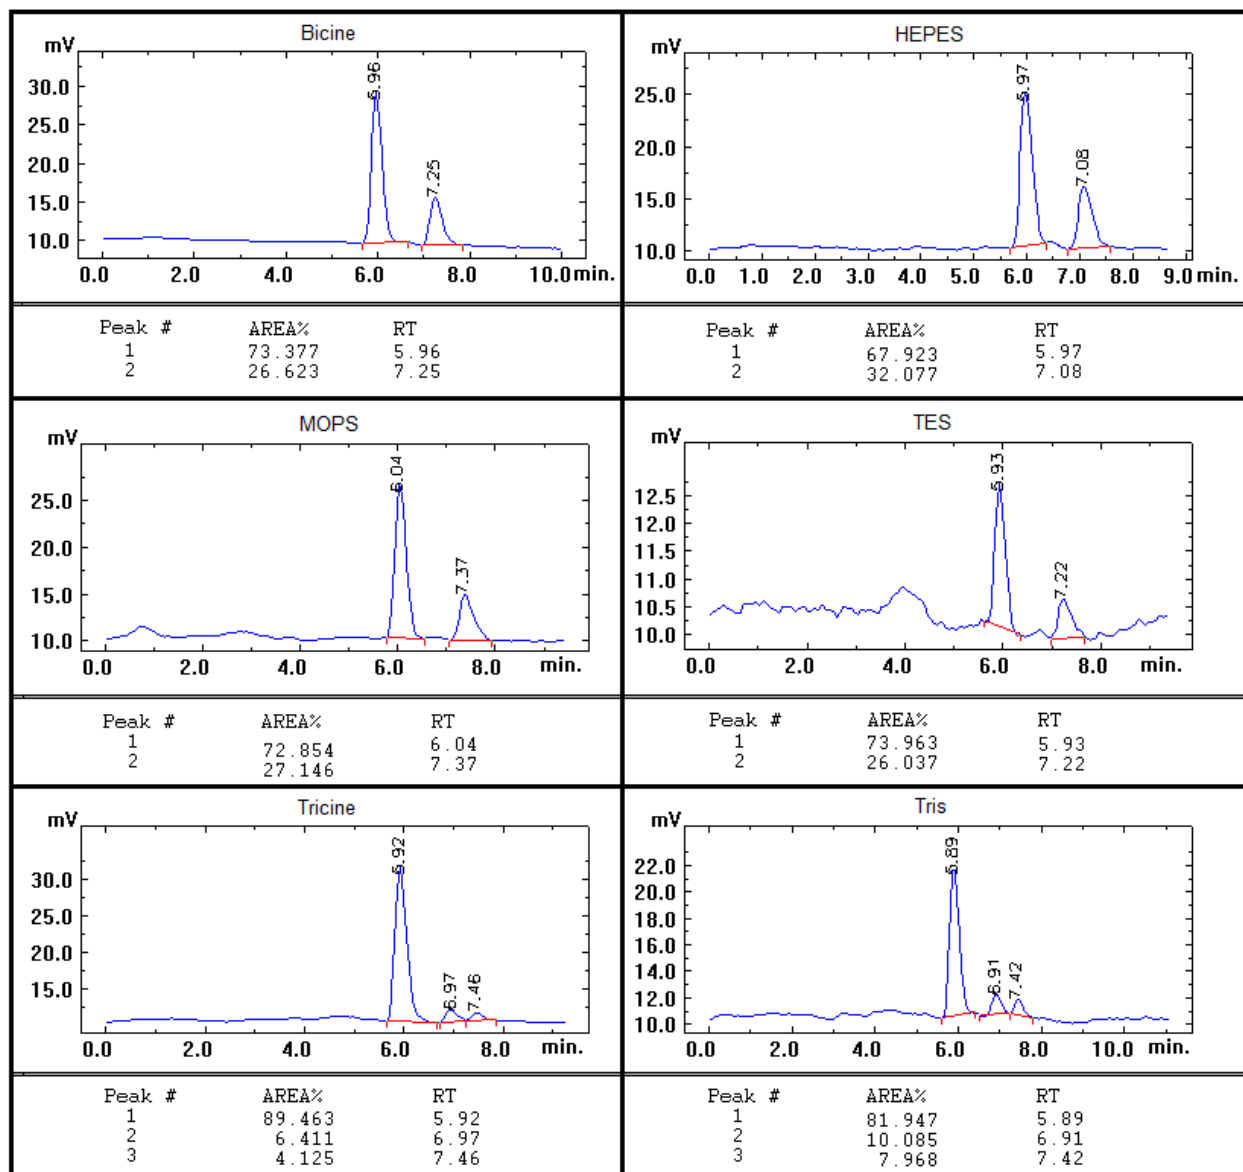 Bicine
mV
30.0
25.0
20.0
15.0
10.0
5.96
7.25
0.0 2.0 4.0 6.0 8.0 10.0 min.
Peak # AREA% RT
1 73.377 5.96
2 26.623 7.25
HEPES
mV
25.0
20.0
15.0
10.0
5.97
7.08
0.0 1.0 2.0 3.0 4.0 5.0 6.0 7.0 8.0 9.0 min.
Peak # AREA% RT
1 67.923 5.97
2 32.077 7.08
MOPS
mV
25.0
20.0
15.0
10.0
6.04
7.37
0.0 2.0 4.0 6.0 8.0 min.
Peak # AREA% RT
1 72.854 6.04
2 27.146 7.37
TES
mV
12.5
12.0
11.5
11.0
10.5
10.0
5.93
7.22
0.0 2.0 4.0 6.0 8.0 min.
Peak # AREA% RT
1 73.963 5.93
2 26.037 7.22
Tricine
mV
30.0
25.0
20.0
15.0
5.92
6.97
7.46
0.0 2.0 4.0 6.0 8.0 min.
Peak # AREA% RT
1 89.463 5.92
2 6.411 6.97
3 4.125 7.46
Tris
mV
22.0
20.0
18.0
16.0
14.0
12.0
10.0
5.89
6.91
7.42
0.0 2.0 4.0 6.0 8.0 10.0 min.
Peak # AREA% RT
1 81.947 5.89
2 10.085 6.91
3 7.968 7.42